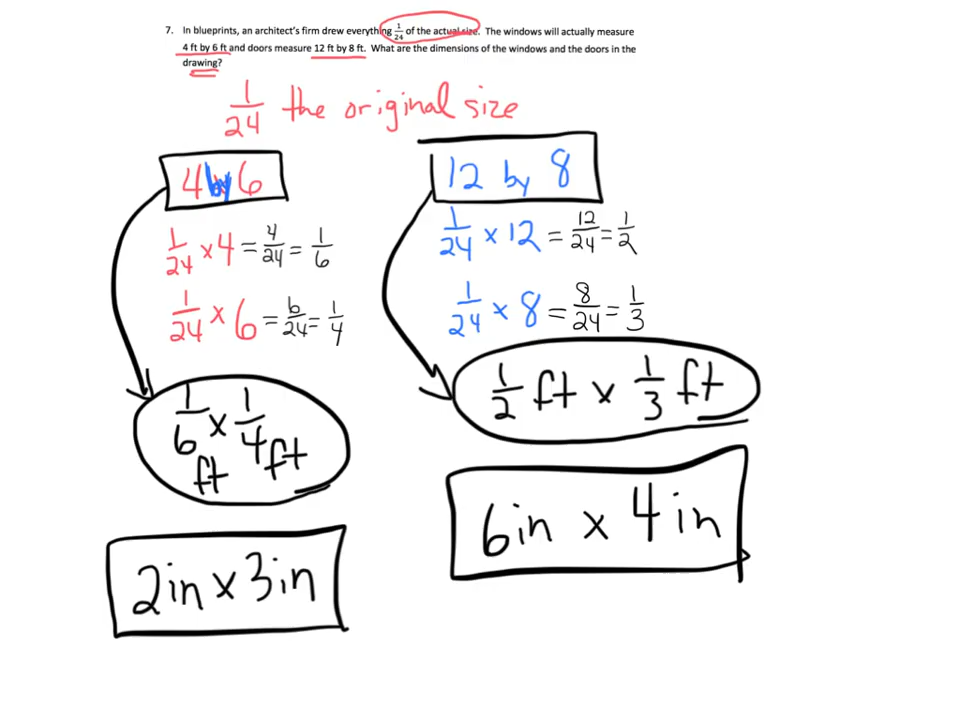 7. In blueprints, an architect's firm drew everything 1/24 of the actual size. The windows will actually measure
4 ft by 6 ft and doors measure 12 ft by 8 ft. What are the dimensions of the windows and the doors in the
drawing?
1/24 the original size
4 by 6
1/24 x 4 = 4/24 = 1/6
1/24 x 6 = 6/24 = 1/4
1/6 ft x 1/4 ft
2in x 3in
12 by 8
1/24 x 12 = 12/24 = 1/2
1/24 x 8 = 8/24 = 1/3
1/2 ft x 1/3 ft
6in x 4in